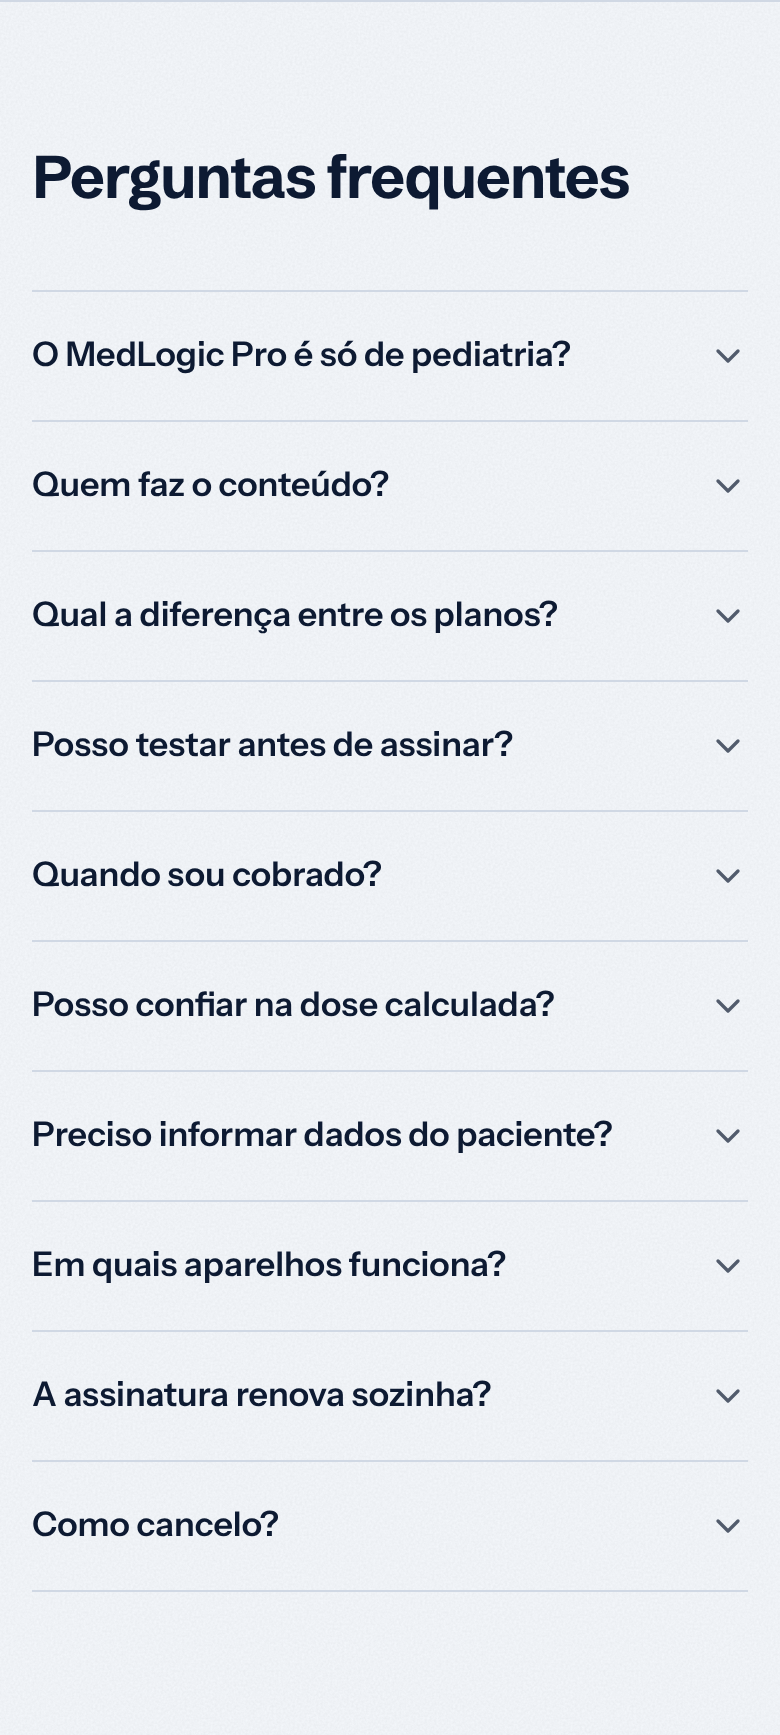 Perguntas frequentes
O MedLogic Pro é só de pediatria?
Quem faz o conteúdo?
Qual a diferença entre os planos?
Posso testar antes de assinar?
Quando sou cobrado?
Posso confiar na dose calculada?
Preciso informar dados do paciente?
Em quais aparelhos funciona?
A assinatura renova sozinha?
Como cancelo?